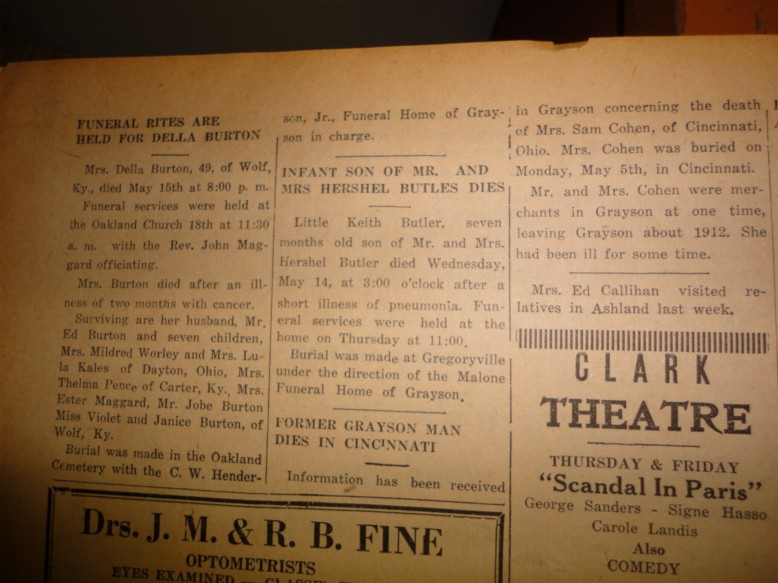 FUNERAL RITES ARE
HELD FOR DELLA BURTON
Mrs. Della Burton, 49, of Wolf,
Ky., died May 15th at 8:00 p. m.
Funeral services were held at
the Oakland Church 18th at 11:30
a. m. with the Rev. John Mag-
gard officiating.
Mrs. Burton died after an ill-
ness of two months with cancer.
Surviving are her husband, Mr.
Ed Burton and seven children,
Mrs. Mildred Worley and Mrs. Lu-
la Kales of Dayton, Ohio, Mrs.
Thelma Pence of Carter, Ky., Mrs.
Ester Maggard, Mr. Jobe Burton
Miss Violet and Janice Burton, of
Wolf, Ky.
Burial was made in the Oakland
Cemetery with the C. W. Hender-
son, Jr., Funeral Home of Gray-
son in charge.
INFANT SON OF MR. AND
MRS HERSHEL BUTLES DIES
Little Keith Butler, seven
months old son of Mr. and Mrs.
Hershel Butler died Wednesday,
May 14, at 3:00 o'clock after a
short illness of pneumonia. Fun-
eral services were held at the
home on Thursday at 11:00.
Burial was made at Gregoryville
under the direction of the Malone
Funeral Home of Grayson.
FORMER GRAYSON MAN
DIES IN CINCINNATI
Information has been received
in Grayson concerning the death
of Mrs. Sam Cohen, of Cincinnati,
Ohio. Mrs. Cohen was buried on
Monday, May 5th, in Cincinnati.
Mr. and Mrs. Cohen were mer-
chants in Grayson at one time,
leaving Grayson about 1912. She
had been ill for some time.
Mrs. Ed Callihan visited re-
latives in Ashland last week.
CLARK
THEATRE
THURSDAY & FRIDAY
"Scandal In Paris"
George Sanders - Signe Hasso
Carole Landis
Also
COMEDY
Drs. J. M. & R. B. FINE
OPTOMETRISTS
EYES EXAMINED